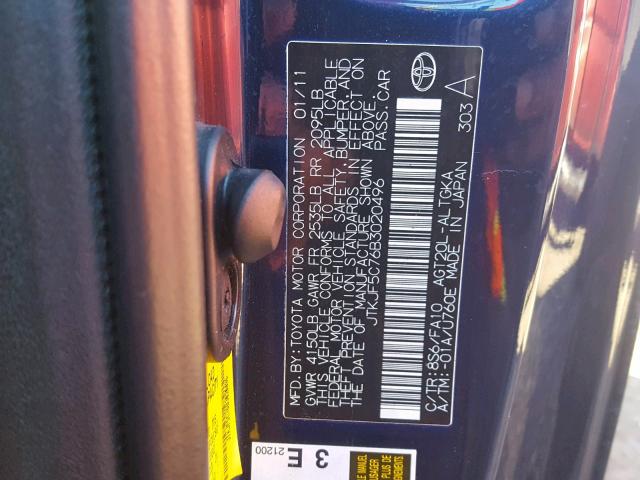 MFD.BY:TOYOTA MOTOR CORPORATION 01/11
GVWR 4150LB GAWR FR 2535LB RR 2095LB
THIS VEHICLE CONFORMS TO ALL APPLICABLE
FEDERAL MOTOR VEHICLE SAFETY,BUMPER,AND
THEFT PREVENTION STANDARDS IN EFFECT ON
THE DATE OF MANUFACTURE SHOWN ABOVE.
JTKJF5C76B3020496 PASS.CAR
C/TR:8S6/FA10 AGT20L-ALTGKA
A/TM:-01A/U760E MADE IN JAPAN 303 A
3E
21200